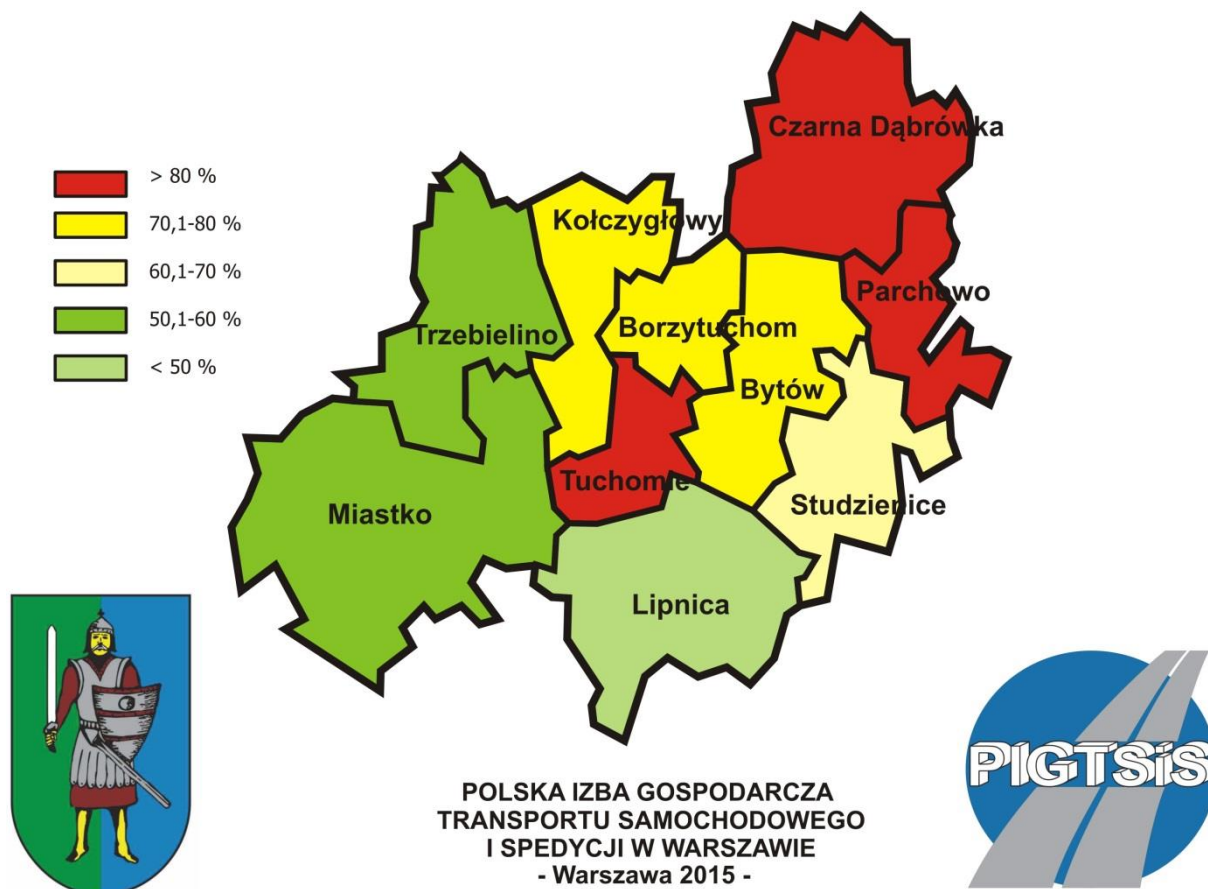 Czarna Dąbrówka
> 80 %
70,1-80 %
60,1-70 %
50,1-60 %
< 50 %
Kołczygłowy
Parchowo
Trzebielino
Borzytuchom
Bytów
Tuchomie
Studzienice
Miastko
Lipnica
PIGTSiS
POLSKA IZBA GOSPODARCZA
TRANSPORTU SAMOCHODOWEGO
I SPEDYCJI W WARSZAWIE
- Warszawa 2015 -